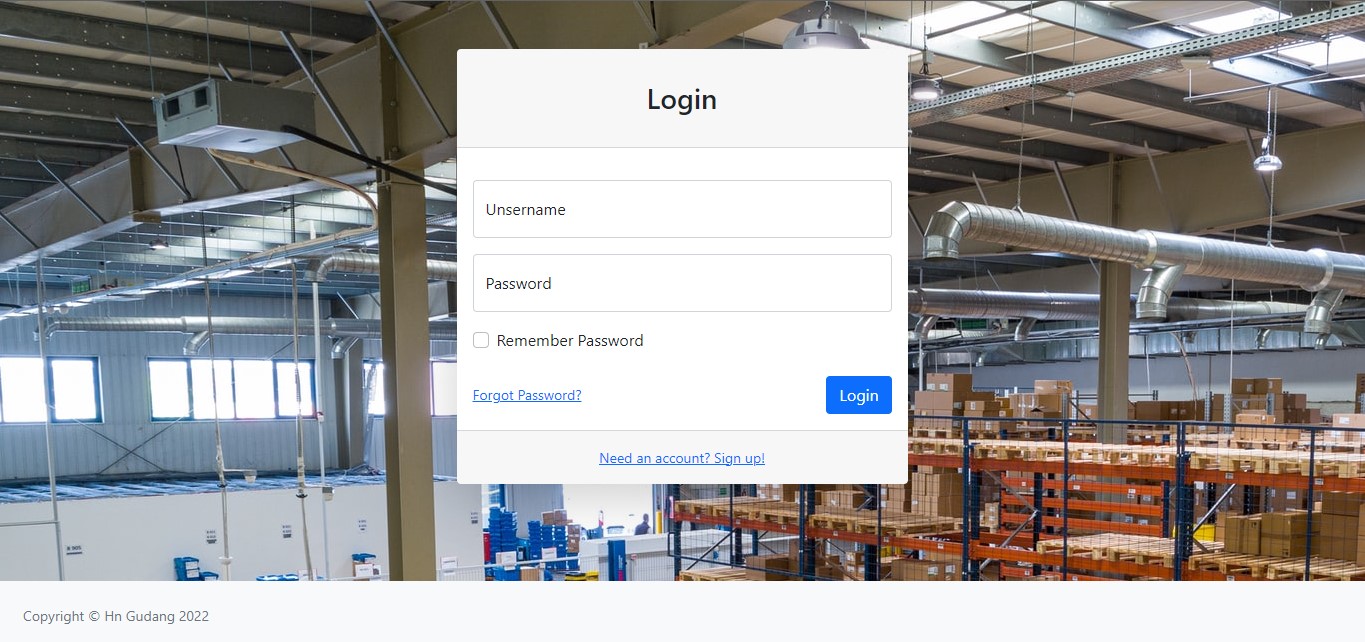 Login
Unsername
Password
Remember Password
Forgot Password?
Login
Need an account? Sign up!
Copyright © Hn Gudang 2022